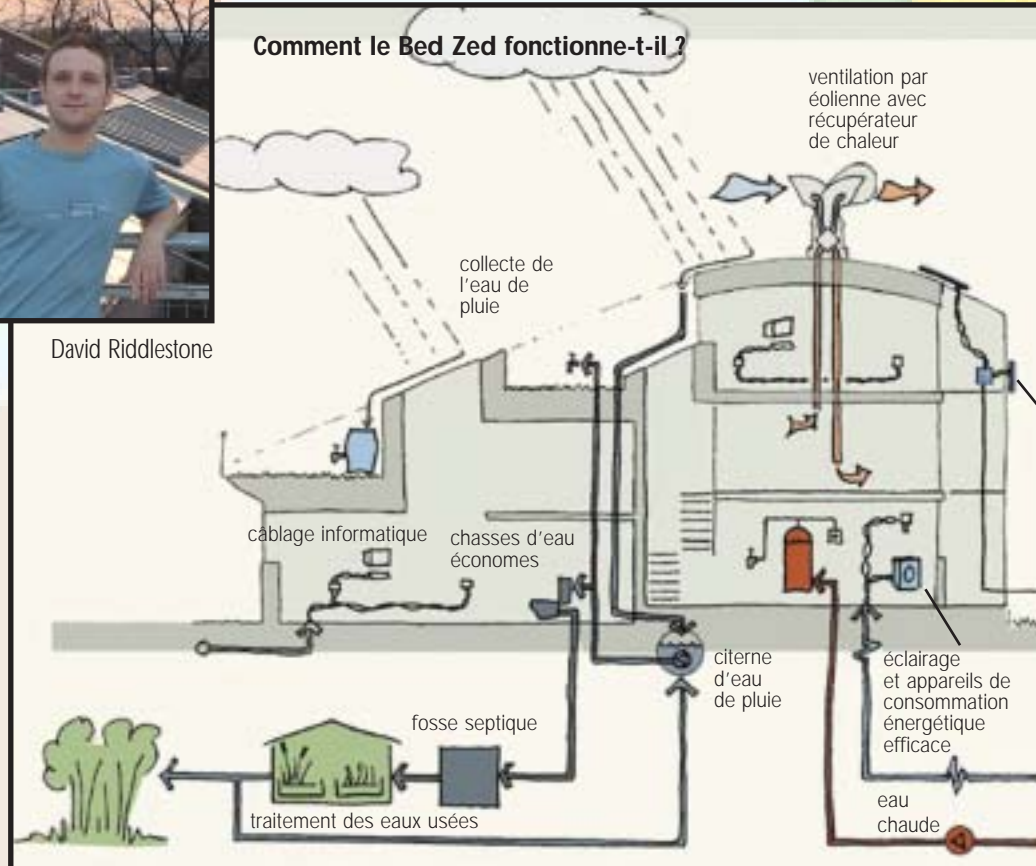 Comment le Bed Zed fonctionne-t-il ?
ventilation par
éolienne avec
récupérateur
de chaleur
collecte de
l'eau de
pluie
David Riddlestone
câblage informatique
chasses d'eau
économes
citerne
d'eau
de pluie
éclairage
et appareils de
consommation
énergétique
efficace
fosse septique
traitement des eaux usées
eau
chaude